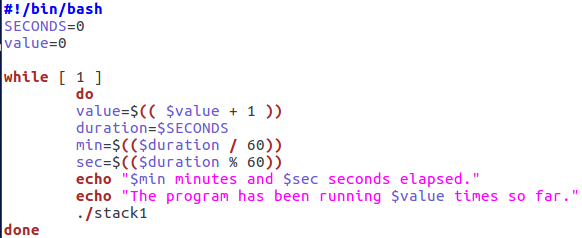 #!/bin/bash
SECONDS=0
value=0
while [ 1 ]
do
value=$(( $value + 1 ))
duration=$SECONDS
min=$(($duration / 60))
sec=$(($duration % 60))
echo "$min minutes and $sec seconds elapsed."
echo "The program has been running $value times so far."
./stack1
done